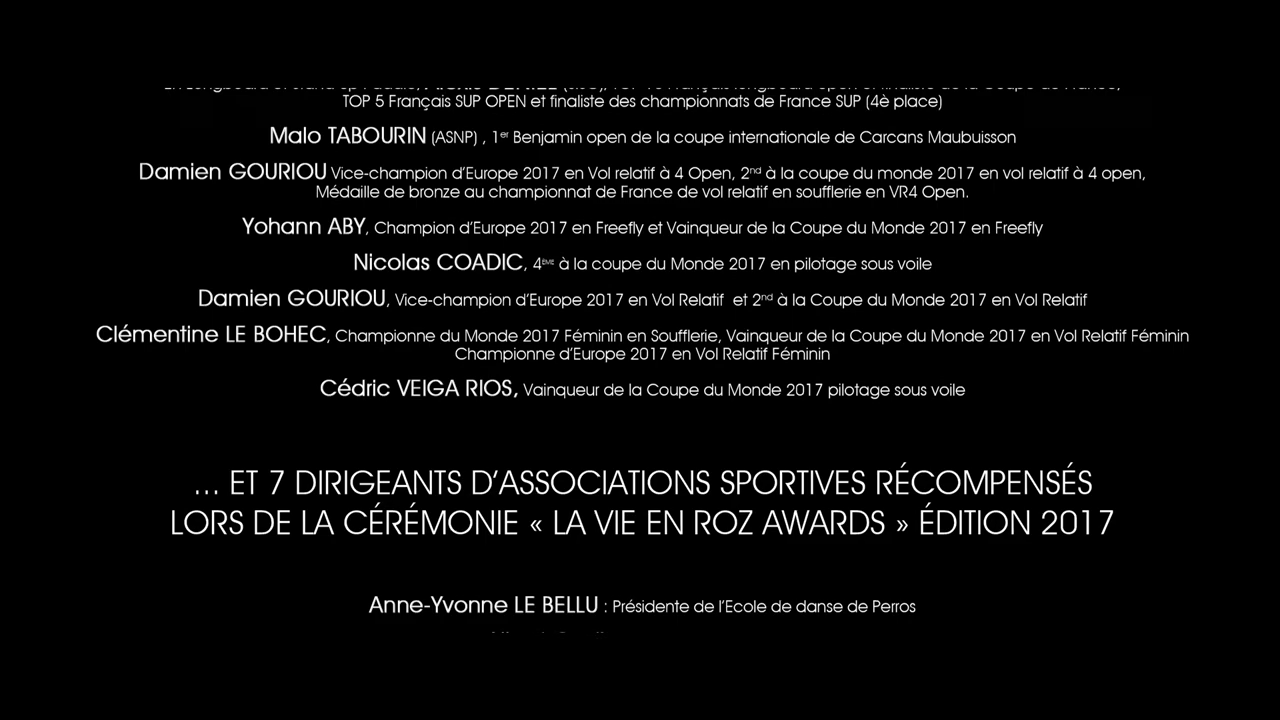 TOP 5 Français SUP OPEN et finaliste des championnats de France SUP (4è place)
Malo TABOURIN (ASNP) , 1er Benjamin open de la coupe internationale de Carcans Maubuisson
Damien GOURIOU Vice-champion d'Europe 2017 en Vol relatif à 4 Open, 2nd à la coupe du monde 2017 en vol relatif à 4 open,
Médaille de bronze au championnat de France de vol relatif en soufflerie en VR4 Open.
Yohann ABY, Champion d'Europe 2017 en Freefly et Vainqueur de la Coupe du Monde 2017 en Freefly
Nicolas COADIC, 4ÈME à la coupe du Monde 2017 en pilotage sous voile
Damien GOURIOU, Vice-champion d'Europe 2017 en Vol Relatif et 2nd à la Coupe du Monde 2017 en Vol Relatif
Clémentine LE BOHEC, Championne du Monde 2017 Féminin en Soufflerie, Vainqueur de la Coupe du Monde 2017 en Vol Relatif Féminin
Championne d'Europe 2017 en Vol Relatif Féminin
Cédric VEIGA RIOS, Vainqueur de la Coupe du Monde 2017 pilotage sous voile
... ET 7 DIRIGEANTS D'ASSOCIATIONS SPORTIVES RÉCOMPENSÉS
LORS DE LA CÉRÉMONIE « LA VIE EN ROZ AWARDS » ÉDITION 2017
Anne-Yvonne LE BELLU : Présidente de l'Ecole de danse de Perros